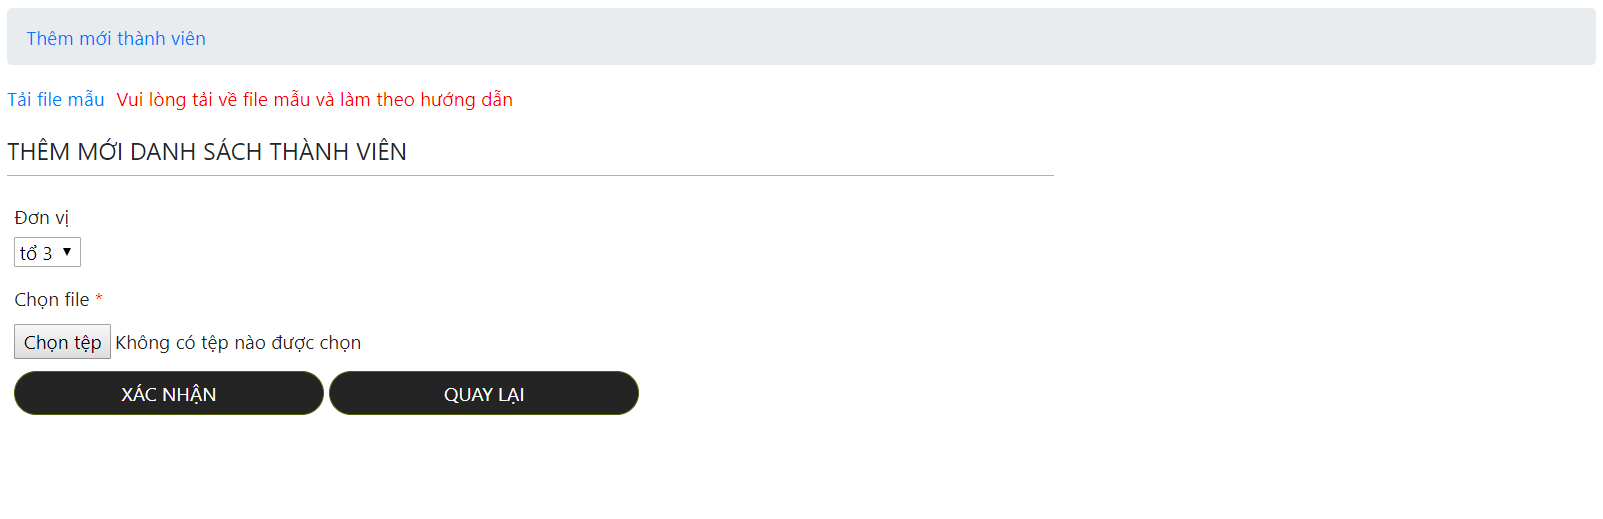 Thêm mới thành viên
Tải file mẫu Vui lòng tải về file mẫu và làm theo hướng dẫn
THÊM MỚI DANH SÁCH THÀNH VIÊN
Đơn vị
tổ 3
Chọn file *
Chọn tệp Không có tệp nào được chọn
XÁC NHẬN QUAY LẠI